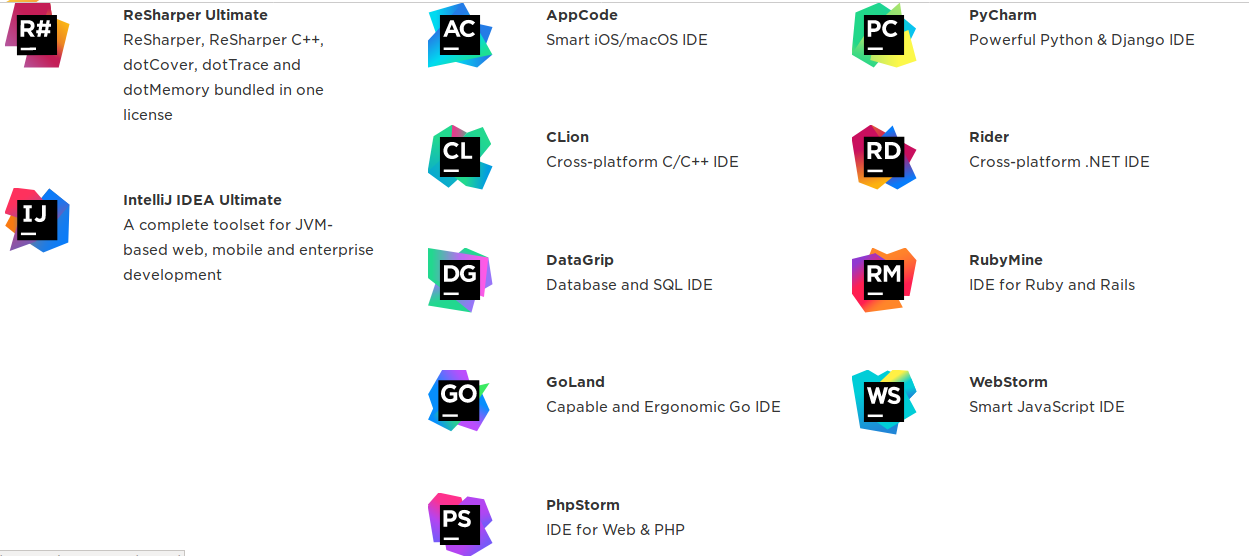 R#
ReSharper Ultimate
ReSharper, ReSharper C++,
dotCover, dotTrace and
dotMemory bundled in one
license
IJ
IntelliJ IDEA Ultimate
A complete toolset for JVM-
based web, mobile and enterprise
development
AC
AppCode
Smart iOS/macOS IDE
CL
CLion
Cross-platform C/C++ IDE
DG
DataGrip
Database and SQL IDE
GO
GoLand
Capable and Ergonomic Go IDE
PS
PhpStorm
IDE for Web & PHP
PC
PyCharm
Powerful Python & Django IDE
RD
Rider
Cross-platform .NET IDE
RM
RubyMine
IDE for Ruby and Rails
WS
WebStorm
Smart JavaScript IDE